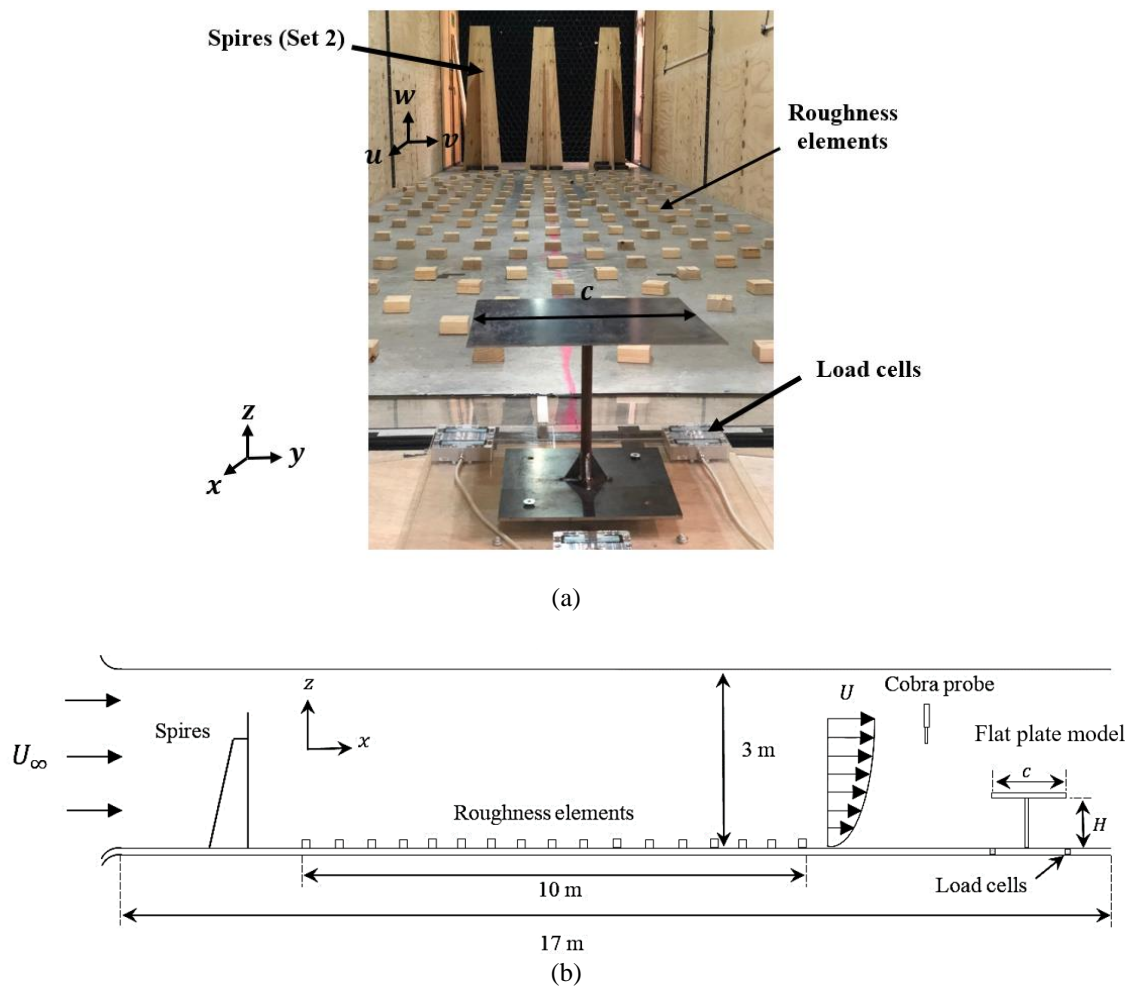 Spires (Set 2)
w
v
u
Roughness
elements
c
Load cells
z
y
x
(a)
U
Cobra probe
z
Spires
Flat plate model
U∞
x
3 m
c
Roughness elements
H
Load cells
10 m
17 m
(b)